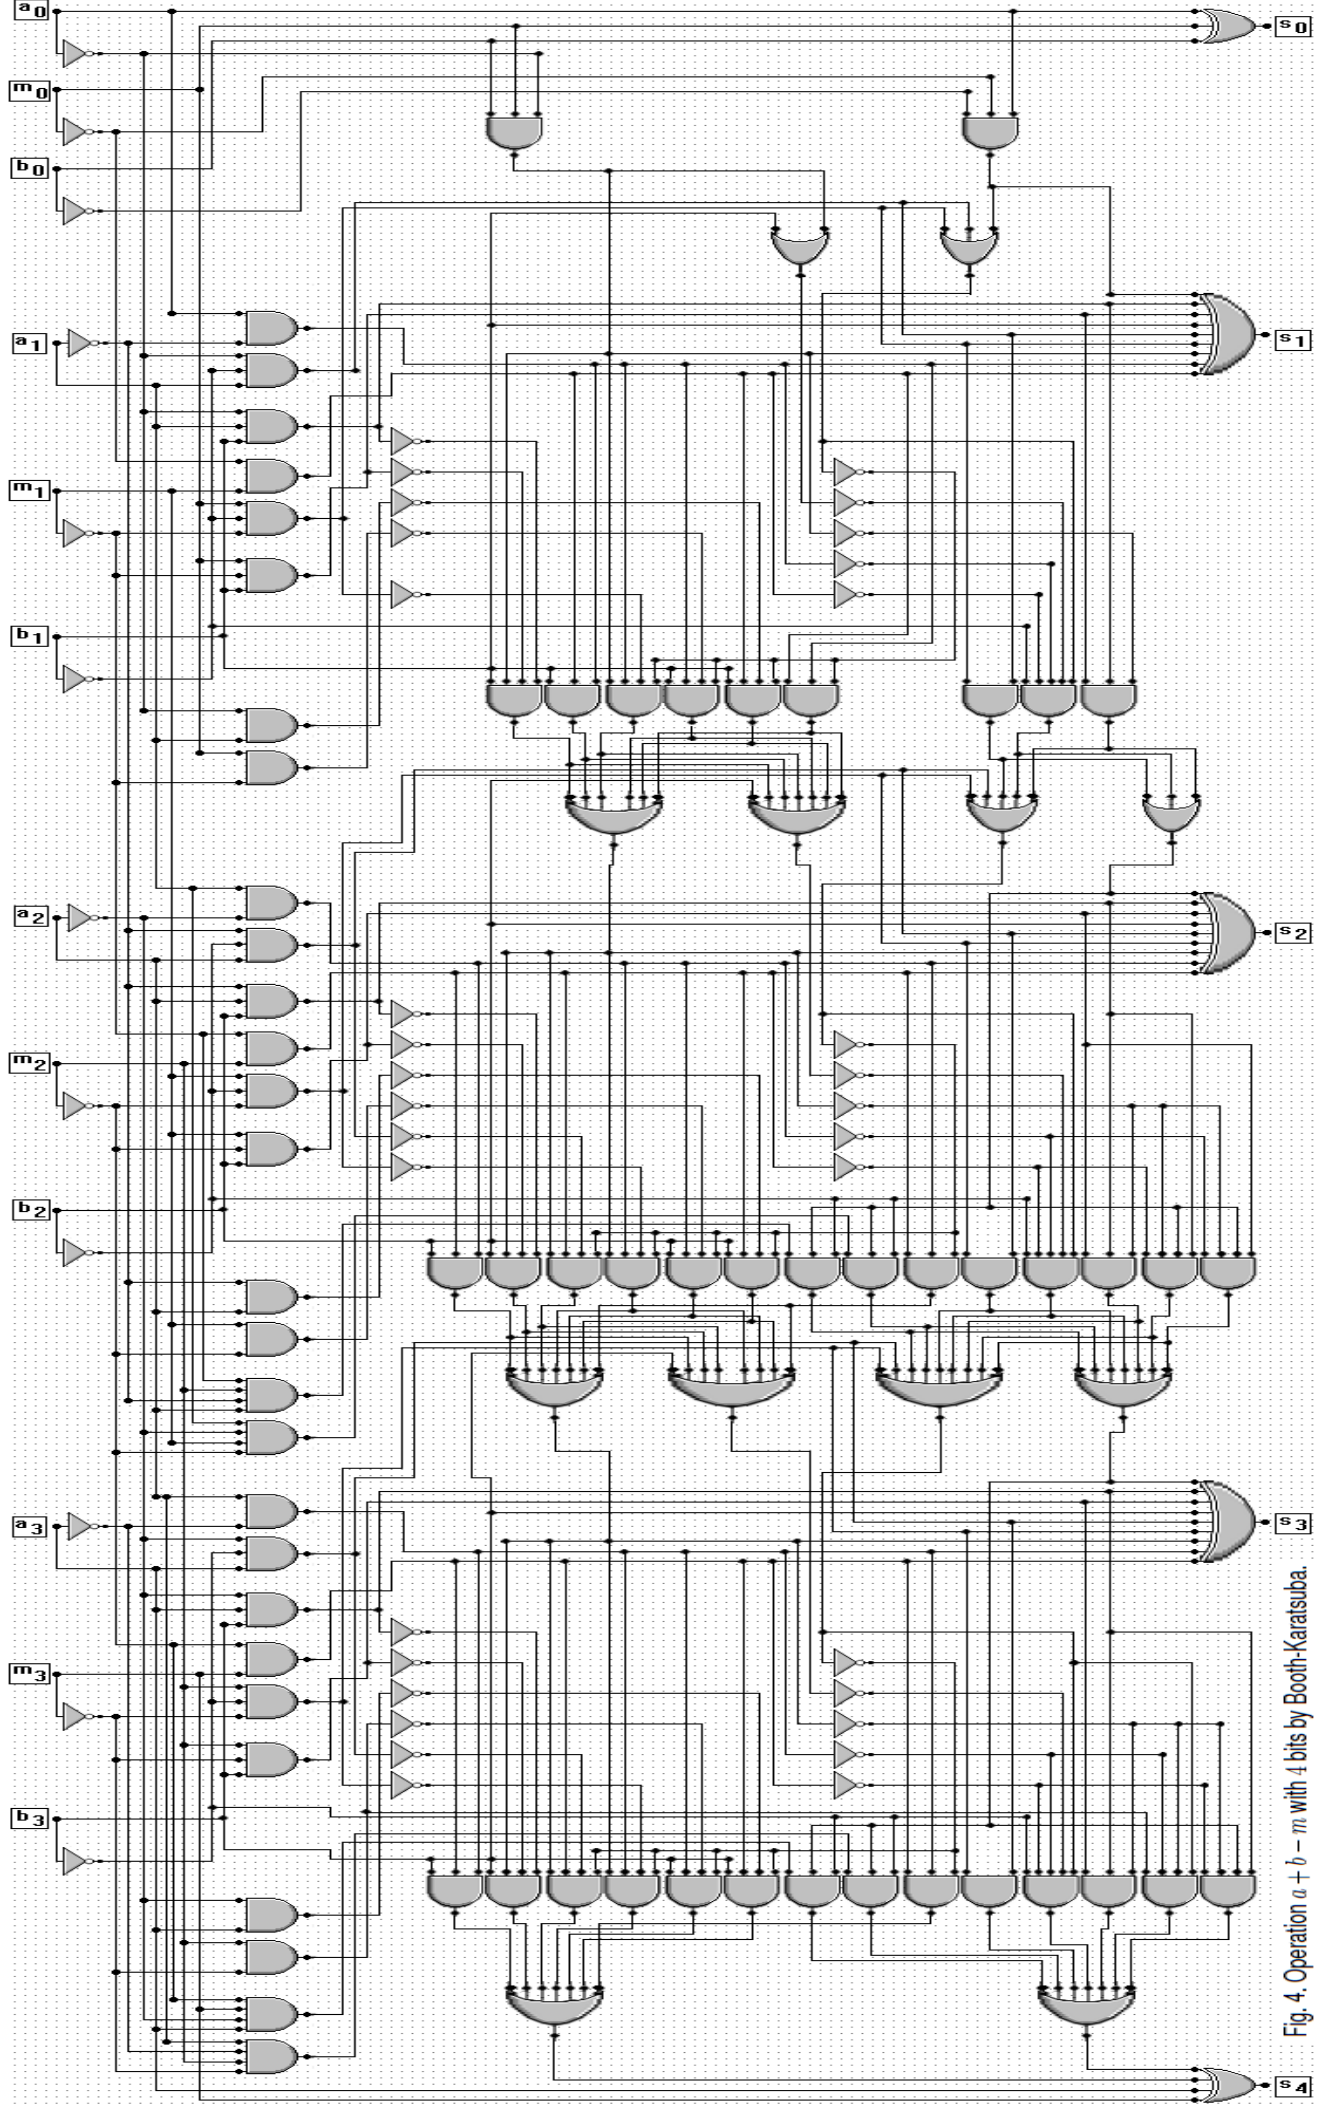 a0
s0
m0
b0
a1
s1
m1
b1
a2
s2
m2
b2
a3
s3
m3
b3
s4
Fig. 4. Operation a + b − m with 4 bits by Booth-Karatsuba.